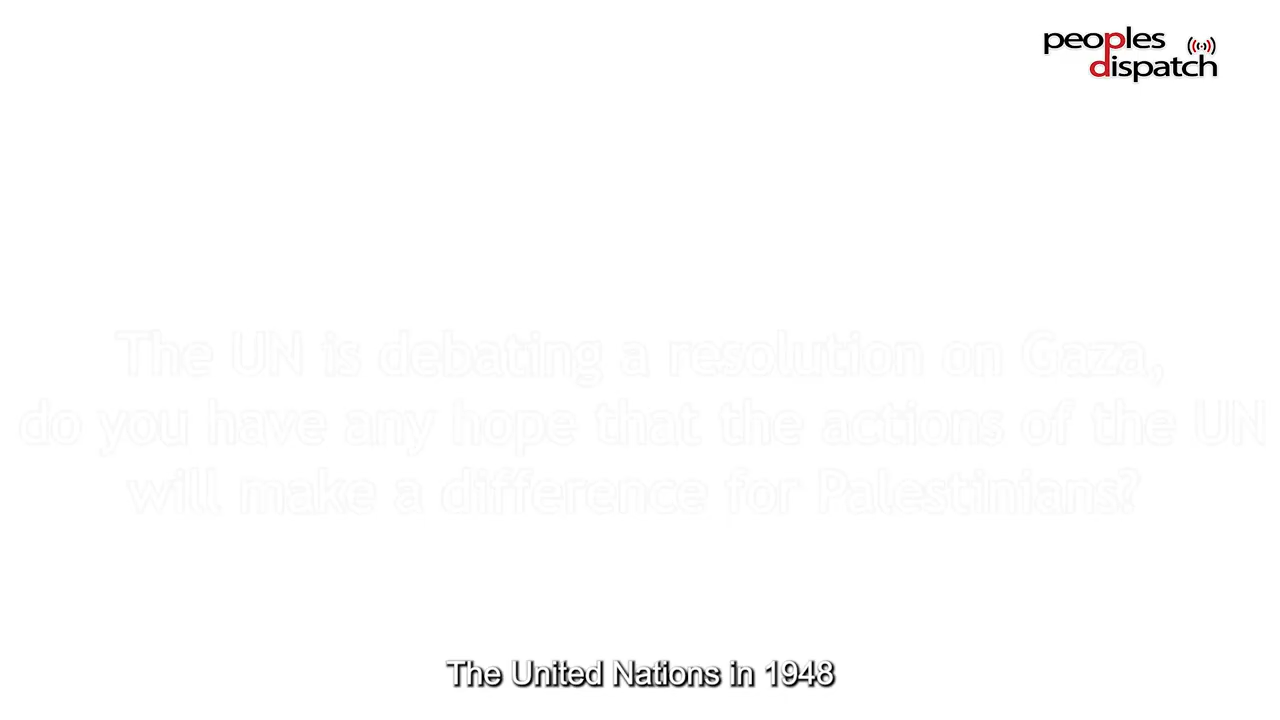 peoples
dispatch
The UN is debating a resolution on Gaza,
do you have any hope that the actions of the UN
will make a difference for Palestinians?
The United Nations in 1948